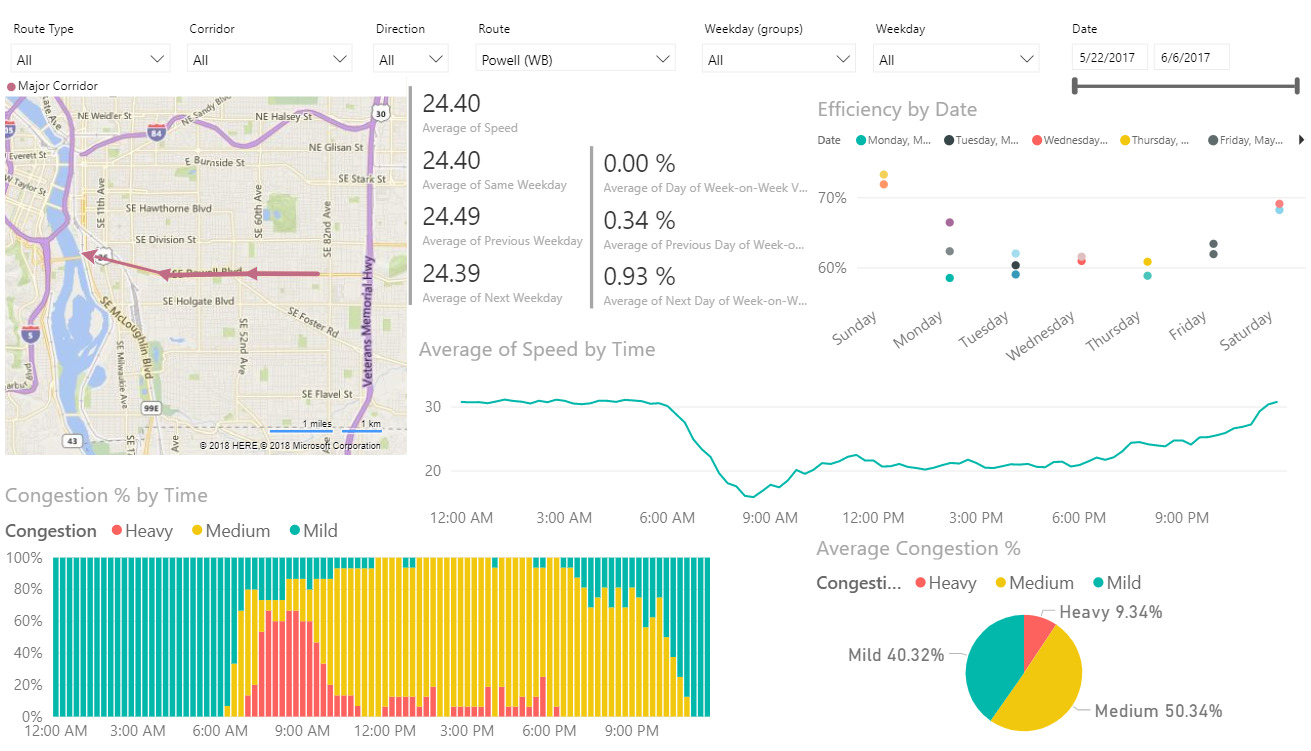 Route Type
Corridor
Direction
Route
Weekday (groups)
Weekday
Date
All
All
All
Powell (WB)
All
All
5/22/2017
6/6/2017
Major Corridor
NE Weidler St
NE Sandy Blv
NE Halsey St
30
84
NE Glisan St
Everett St
E Burnside St
W Taylor St
SE Stark St
SE 11th Ave
SE Hawthorne Blvd
SE 60th Ave
SE 82nd Ave
SE Division St
26
SE Powell Blvd
SE Holgate Blvd
SE McLoughlin Blvd
SE Foster Rd
Veterans Memorial Hwy
5
SE 52nd Ave
SE Milwaukie Ave
SE Flavel St
99E
43
1 miles
1 km
© 2018 HERE,© 2018 Microsoft Corporation
24.40
Average of Speed
24.40
Average of Same Weekday
24.49
Average of Previous Weekday
24.39
Average of Next Weekday
0.00 %
Average of Day of Week-on-Week V...
0.34 %
Average of Previous Day of Week-o...
0.93 %
Average of Next Day of Week-on-W...
Efficiency by Date
Date
Monday, M...
Tuesday, M...
Wednesday...
Thursday, ...
Friday, May...
70%
60%
Sunday
Monday
Tuesday
Wednesday
Thursday
Friday
Saturday
Average of Speed by Time
30
20
12:00 AM
3:00 AM
6:00 AM
9:00 AM
12:00 PM
3:00 PM
6:00 PM
9:00 PM
Congestion % by Time
Congestion
Heavy
Medium
Mild
100%
80%
60%
40%
20%
0%
12:00 AM
3:00 AM
6:00 AM
9:00 AM
12:00 PM
3:00 PM
6:00 PM
9:00 PM
Average Congestion %
Congesti...
Heavy
Medium
Mild
Heavy 9.34%
Mild 40.32%
Medium 50.34%